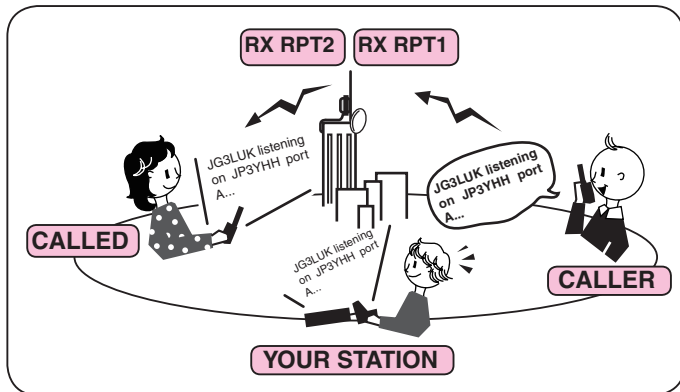 RX RPT2
RX RPT1
JG3LUK listening
on JP3YHH port
A...
JG3LUK listening
on JP3YHH port
A...
CALLED
JG3LUK listening
on JP3YHH port
A...
CALLER
YOUR STATION